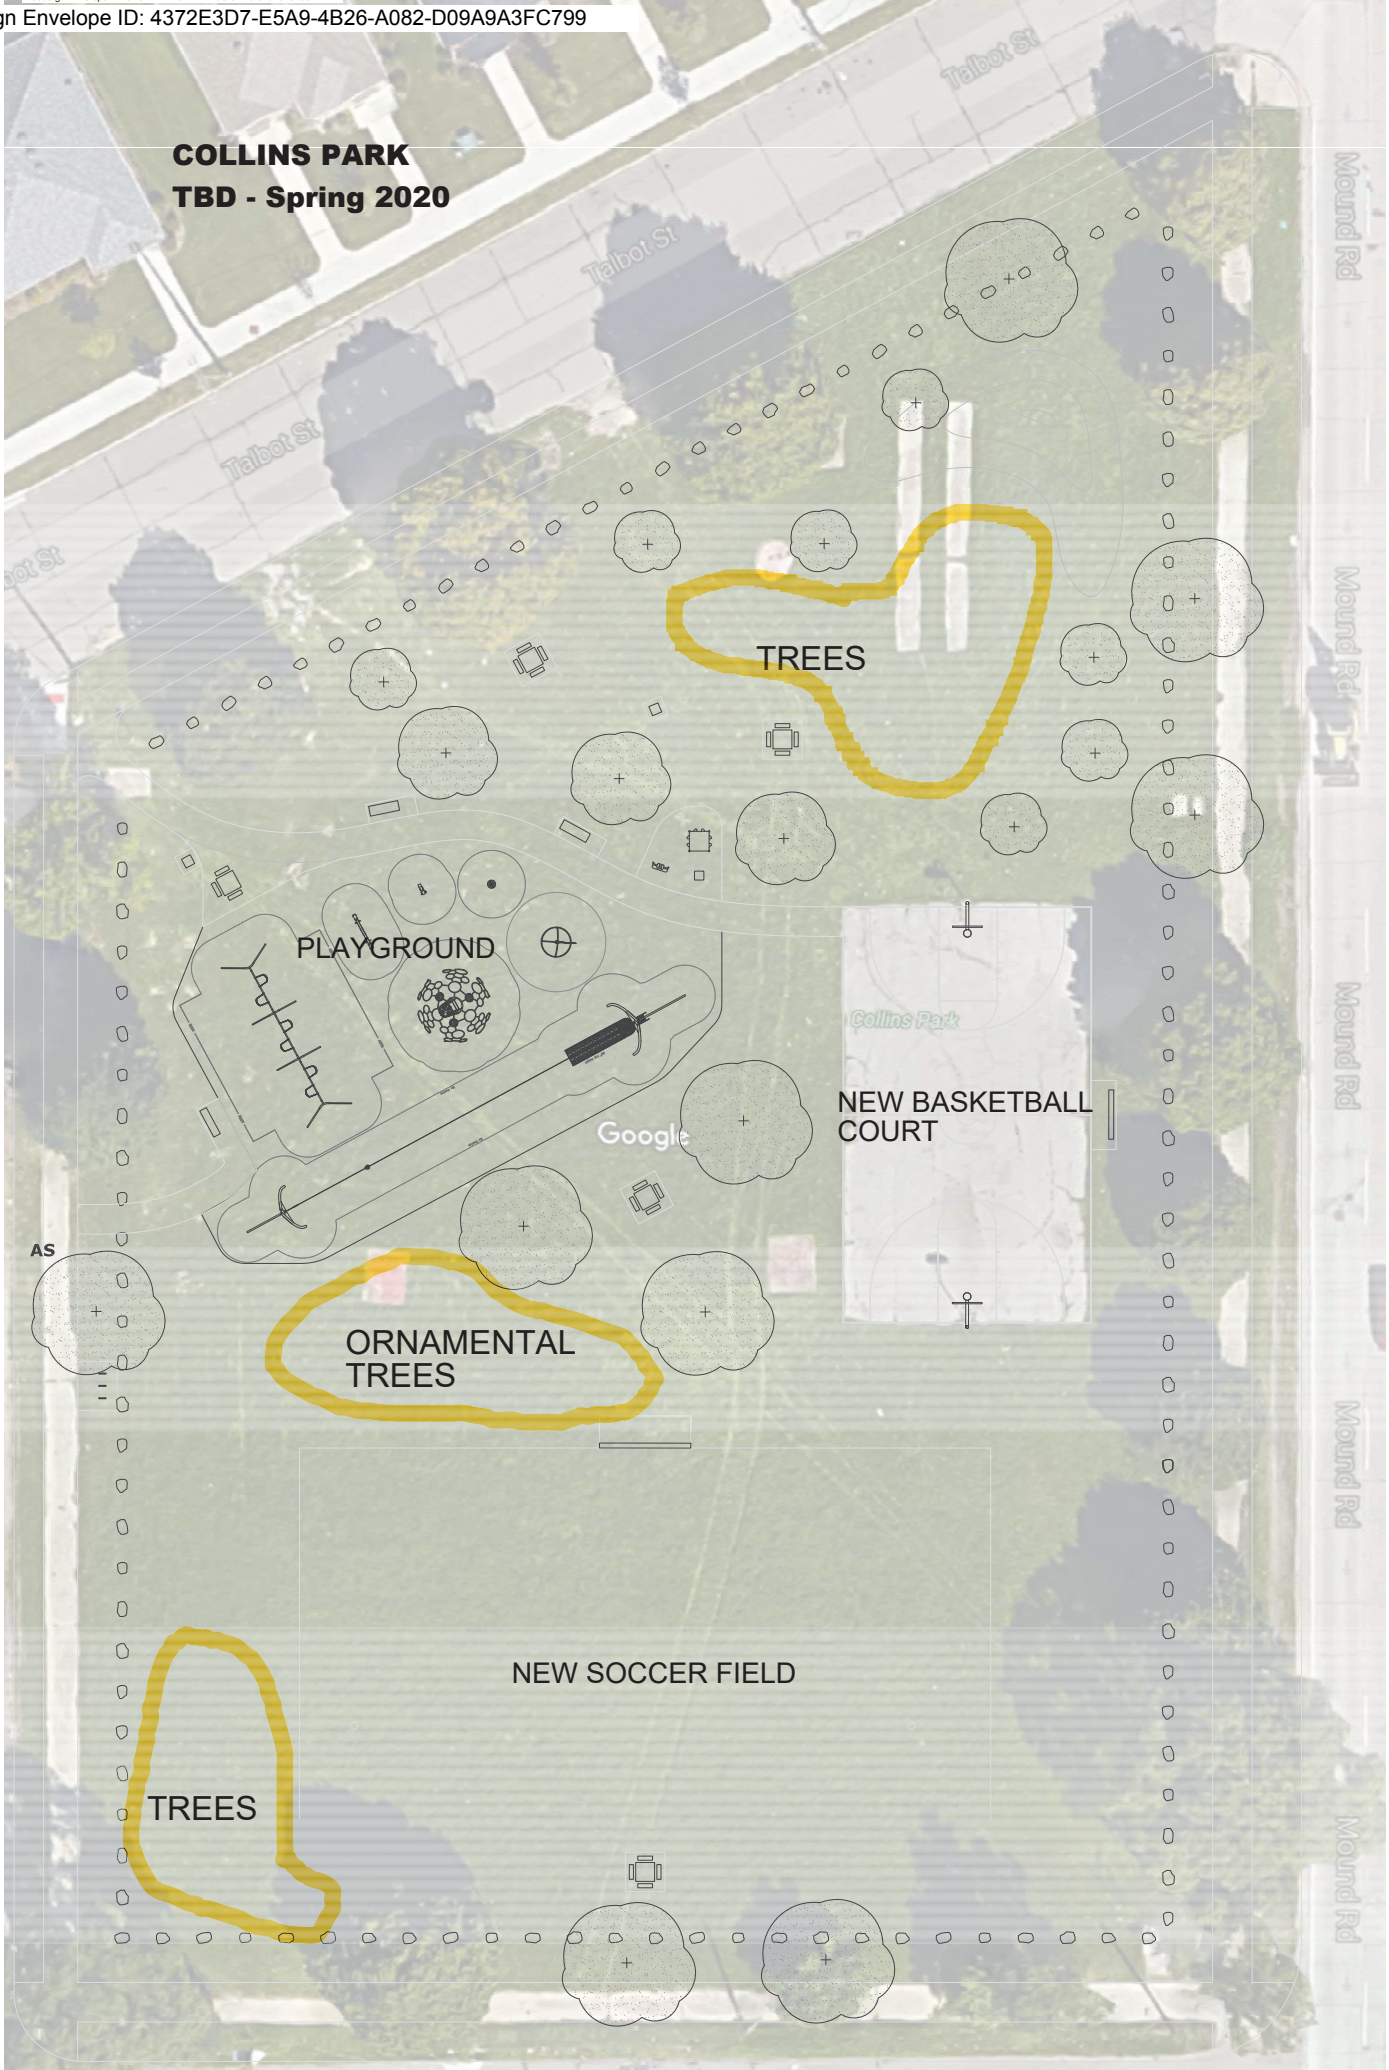 gn Envelope ID: 4372E3D7-E5A9-4B26-A082-D09A9A3FC799
Talbot St
COLLINS PARK
TBD - Spring 2020
Mound Rd
Talbot St
Talbot St
bot St
Mound Rd
TREES
PLAYGROUND
Collins Park
Mound Rd
NEW BASKETBALL
COURT
Google
AS
ORNAMENTAL
TREES
Mound Rd
NEW SOCCER FIELD
TREES
Mound Rd